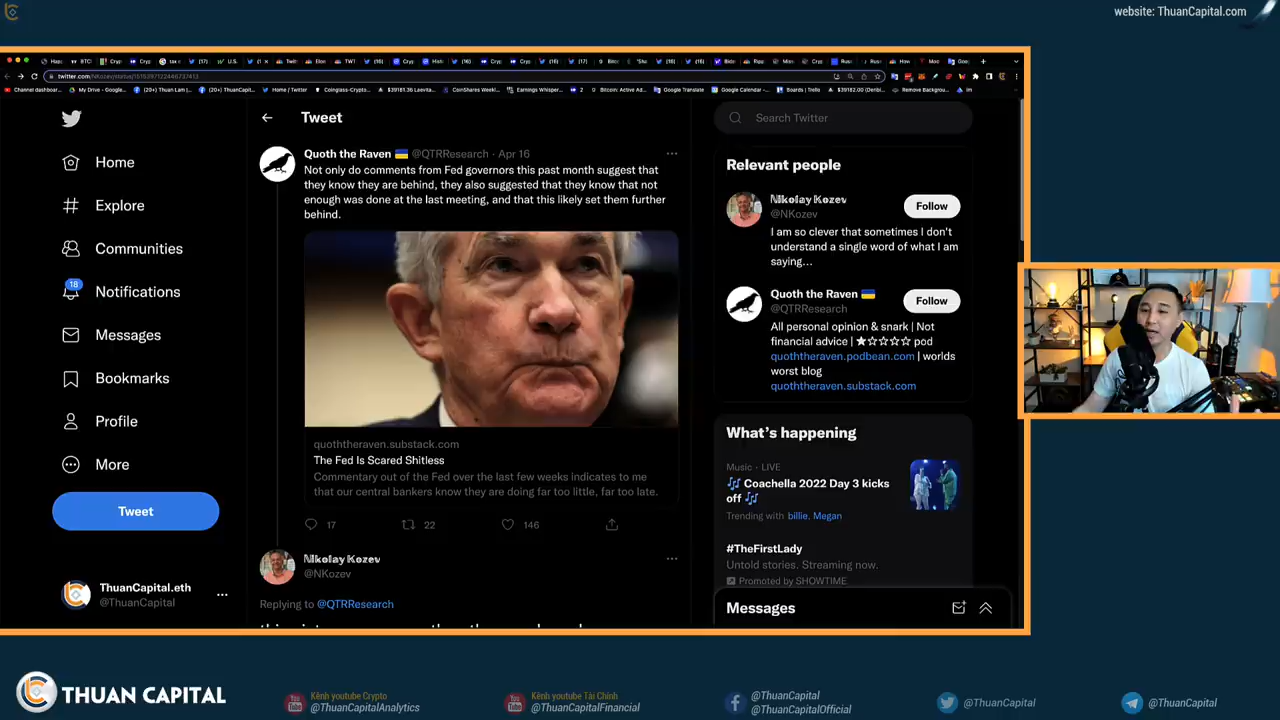 website: ThuanCapital.com
twitter.com/NKozev/status/1515397122446737413
Tweet
Search Twitter
Home
Explore
Communities
18
Notifications
Messages
Bookmarks
Profile
More
Tweet
ThuanCapital.eth
@ThuanCapital
Quoth the Raven 🇺🇦 @QTRResearch · Apr 16
Not only do comments from Fed governors this past month suggest that
they know they are behind, they also suggested that they know that not
enough was done at the last meeting, and that this likely set them further
behind.
quoththeraven.substack.com
The Fed Is Scared Shitless
Commentary out of the Fed over the last few weeks indicates to me
that our central bankers know they are doing far too little, far too late.
17 22 146
Nikolay Kozev
@NKozev
Replying to @QTRResearch
Relevant people
Nikolay Kozev
@NKozev
Follow
I am so clever that sometimes I don't
understand a single word of what I am
saying...
Quoth the Raven 🇺🇦
@QTRResearch
Follow
All personal opinion & snark | Not
financial advice | ★☆☆☆☆ pod
quoththeraven.podbean.com | worlds
worst blog
quoththeraven.substack.com
What's happening
Music · LIVE
🎶 Coachella 2022 Day 3 kicks
off 🎶
Trending with billie, Megan
#TheFirstLady
Untold stories. Streaming now.
Promoted by SHOWTIME
Messages
THUAN CAPITAL
Kênh youtube Crypto
@ThuanCapitalAnalytics
Kênh youtube Tài Chính
@ThuanCapitalFinancial
@ThuanCapital
@ThuanCapitalOfficial
@ThuanCapital
@ThuanCapital